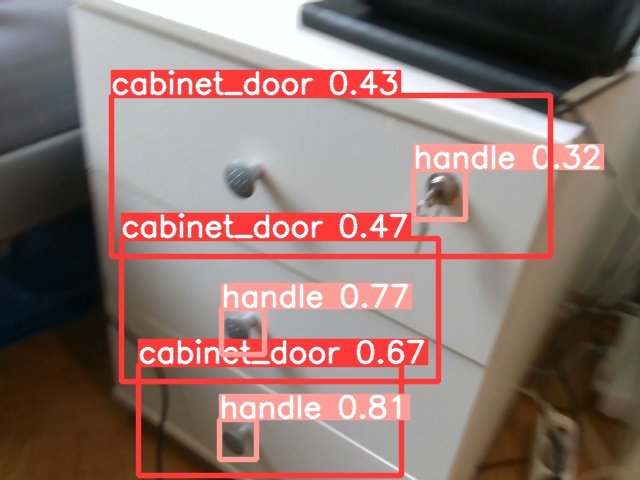 cabinet_door 0.43
handle 0.32
cabinet_door 0.47
handle 0.77
cabinet_door 0.67
handle 0.81